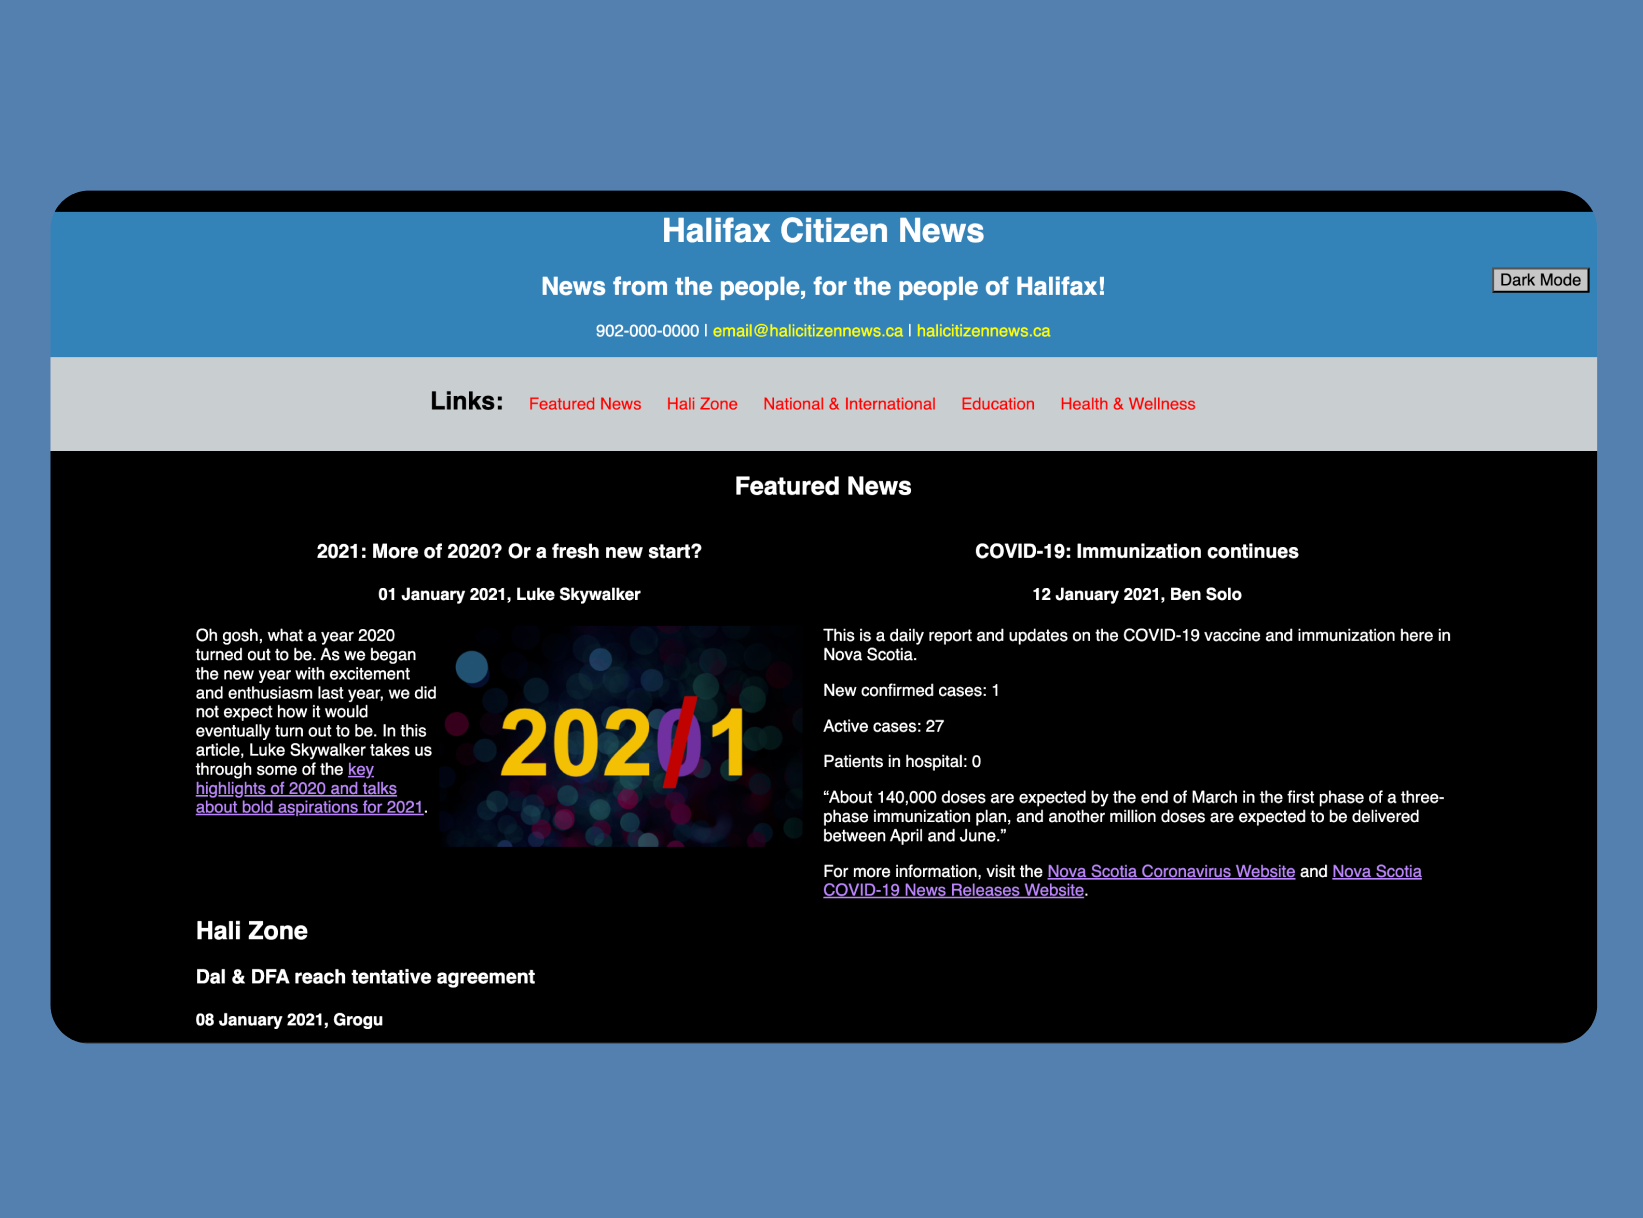 Halifax Citizen News
News from the people, for the people of Halifax!
Dark Mode
902-000-0000 | email@halicitizennews.ca | halicitizennews.ca
Links: Featured News Hali Zone National & International Education Health & Wellness
Featured News
2021: More of 2020? Or a fresh new start?
01 January 2021, Luke Skywalker
Oh gosh, what a year 2020
turned out to be. As we began
the new year with excitement
and enthusiasm last year, we did
not expect how it would
eventually turn out to be. In this
article, Luke Skywalker takes us
through some of the key
highlights of 2020 and talks
about bold aspirations for 2021.
20201
COVID-19: Immunization continues
12 January 2021, Ben Solo
This is a daily report and updates on the COVID-19 vaccine and immunization here in
Nova Scotia.
New confirmed cases: 1
Active cases: 27
Patients in hospital: 0
“About 140,000 doses are expected by the end of March in the first phase of a three-
phase immunization plan, and another million doses are expected to be delivered
between April and June.”
For more information, visit the Nova Scotia Coronavirus Website and Nova Scotia
COVID-19 News Releases Website.
Hali Zone
Dal & DFA reach tentative agreement
08 January 2021, Grogu